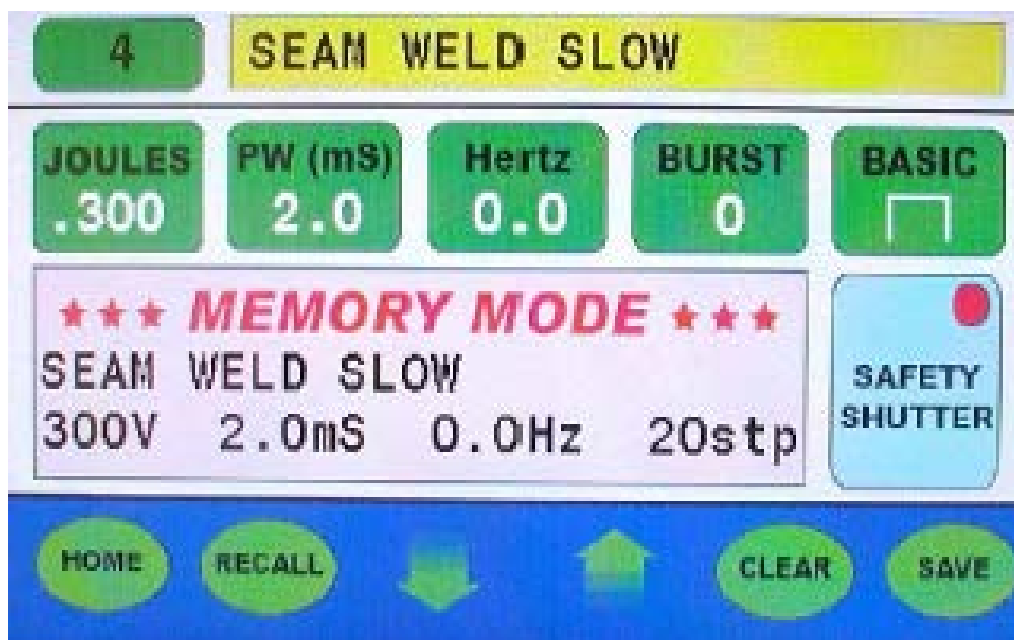 4 SEAM WELD SLOW
JOULES PW (mS) Hertz BURST BASIC
.300 2.0 0.0 0
*** MEMORY MODE ***
SEAM WELD SLOW
300V 2.0mS 0.0Hz 20stp
SAFETY
SHUTTER
HOME RECALL CLEAR SAVE